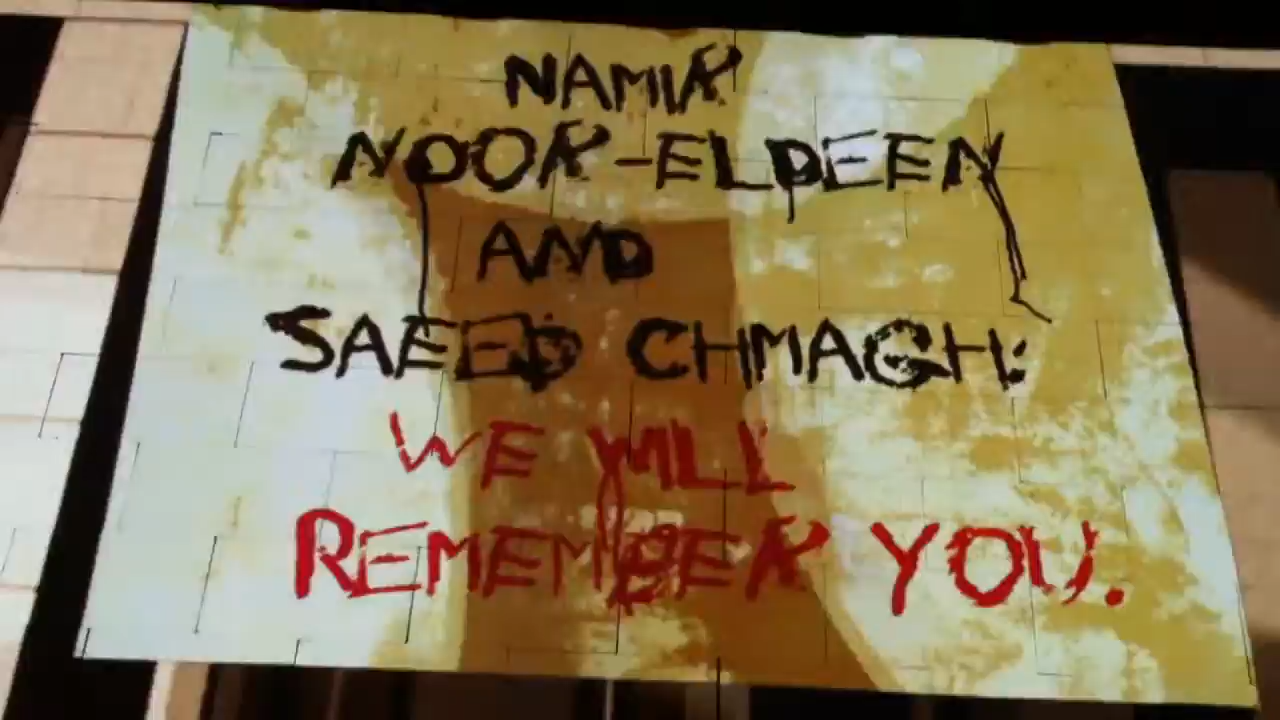 NAMIR
NOOR-ELDEEN
AND
SAEED CHMAGH:
WE WILL
REMEMBER YOU.